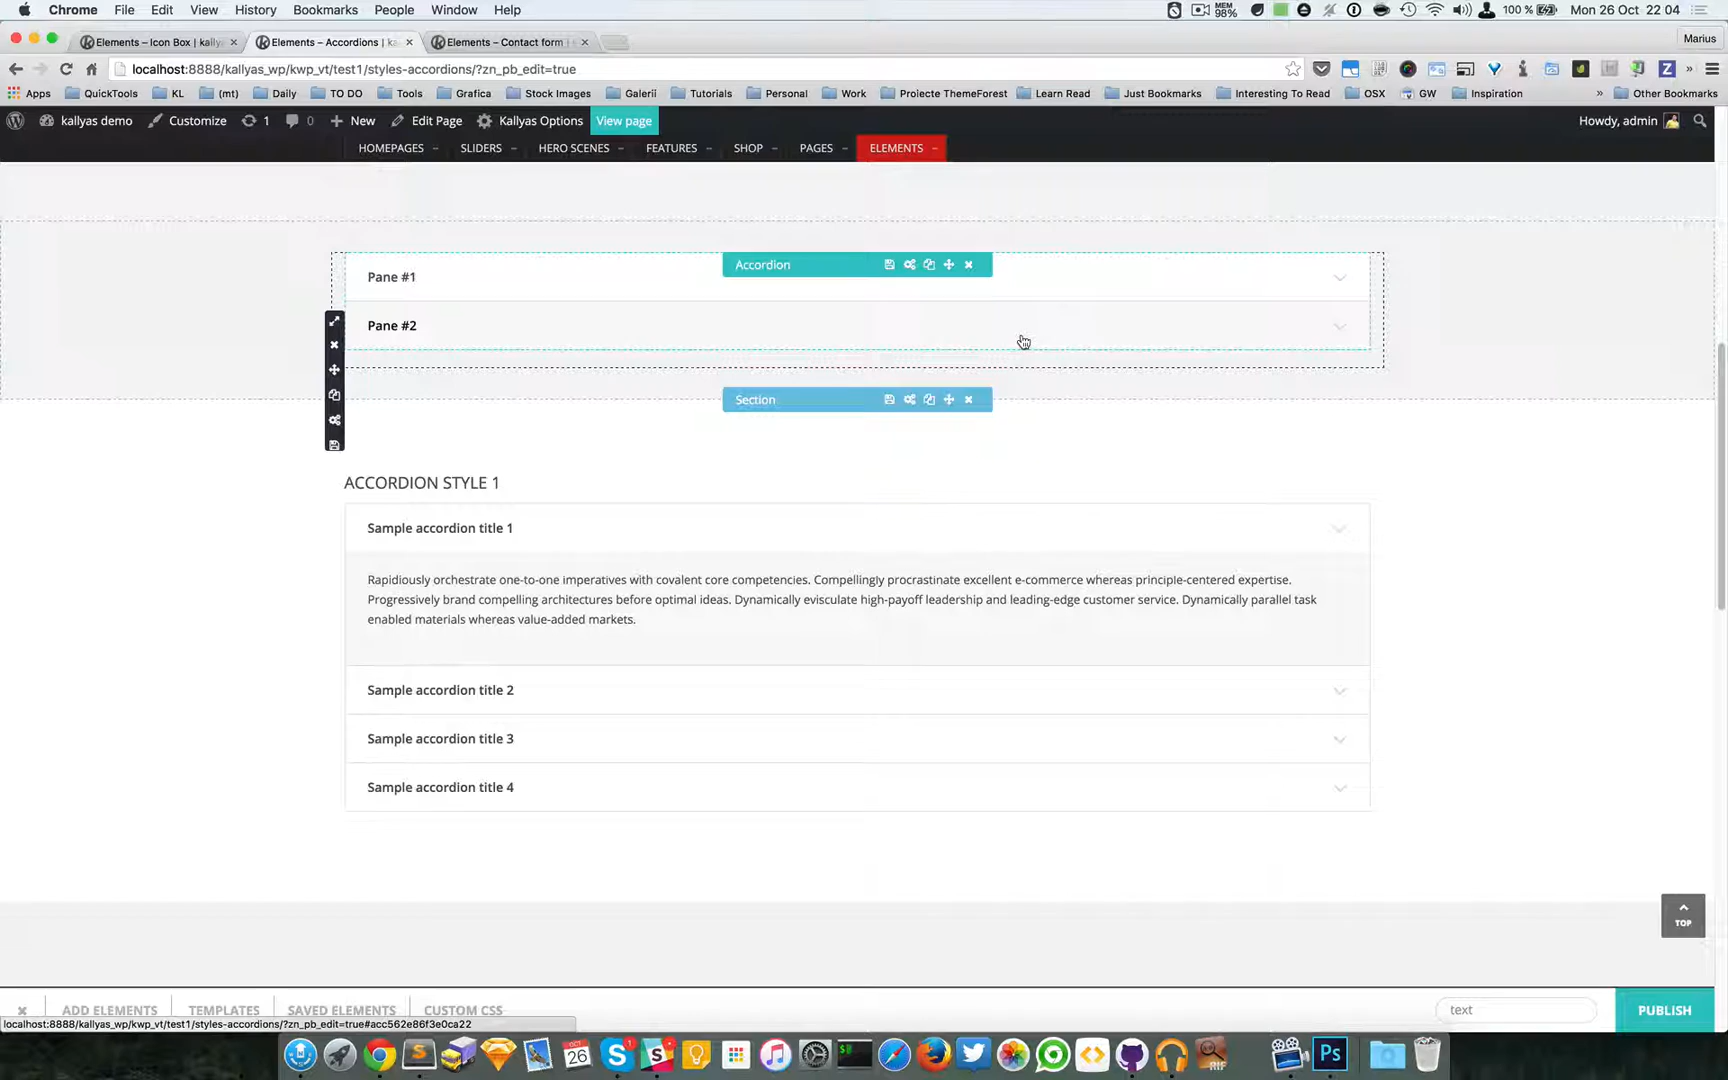 Chrome File Edit View History Bookmarks People Window Help MEM 98% 100 % Mon 26 Oct 22 04
Elements – Icon Box | kally Elements – Accordions | ka Elements – Contact form | Marius
localhost:8888/kallyas_wp/kwp_vt/test1/styles-accordions/?zn_pb_edit=true
Apps QuickTools KL (mt) Daily TO DO Tools Grafica Stock Images Galerii Tutorials Personal Work Proiecte ThemeForest Learn Read Just Bookmarks Interesting To Read OSX GW Inspiration » Other Bookmarks
kallyas demo Customize 1 0 New Edit Page Kallyas Options View page Howdy, admin
HOMEPAGES SLIDERS HERO SCENES FEATURES SHOP PAGES ELEMENTS
Accordion
Pane #1
Pane #2
Section
ACCORDION STYLE 1
Sample accordion title 1
Rapidiously orchestrate one-to-one imperatives with covalent core competencies. Compellingly procrastinate excellent e-commerce whereas principle-centered expertise.
Progressively brand compelling architectures before optimal ideas. Dynamically evisculate high-payoff leadership and leading-edge customer service. Dynamically parallel task
enabled materials whereas value-added markets.
Sample accordion title 2
Sample accordion title 3
Sample accordion title 4
TOP
ADD ELEMENTS TEMPLATES SAVED ELEMENTS CUSTOM CSS text PUBLISH
localhost:8888/kallyas_wp/kwp_vt/test1/styles-accordions/?zn_pb_edit=true#acc562e86f3e0ca22
26 Ps